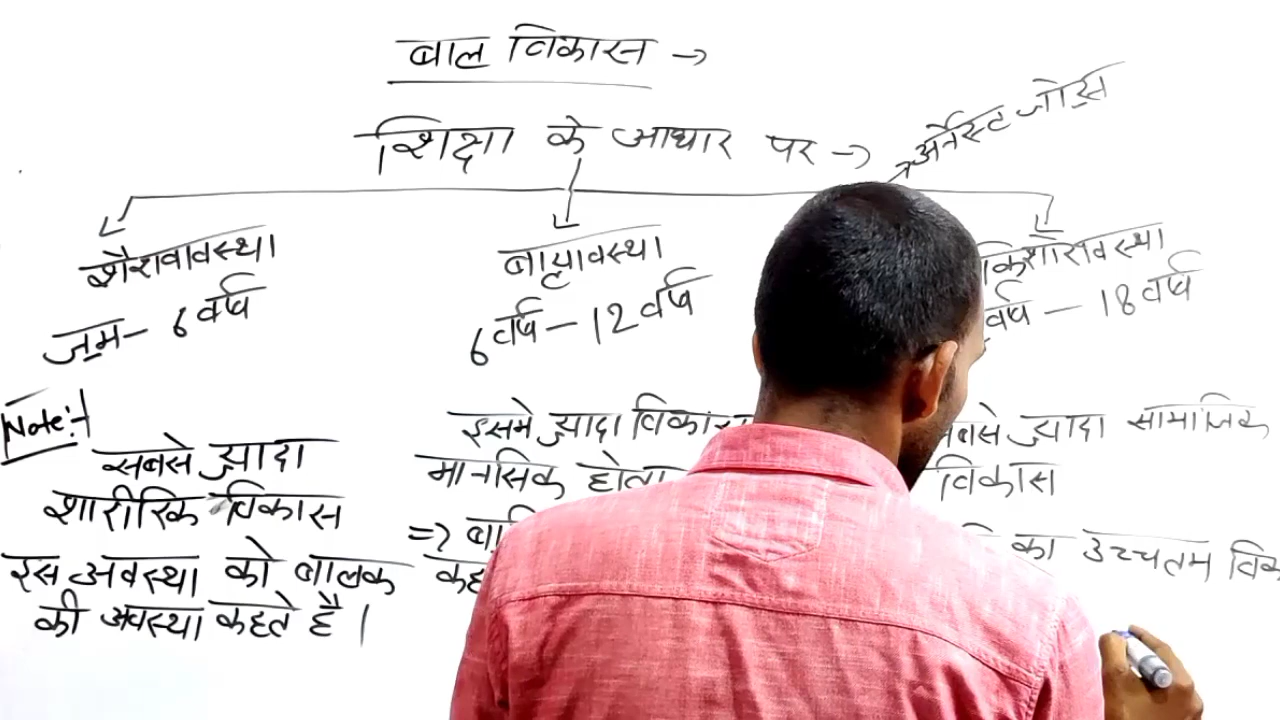 बाल विकास →
शिक्षा के आधार पर →
अर्नेस्ट जोन्स
शैशवावस्था
जन्म - 6 वर्ष
बाल्यावस्था
6 वर्ष - 12 वर्ष
किशोरावस्था
वर्ष - 18 वर्ष
Note:-
सबसे ज्यादा
शारीरिक विकास
इस अवस्था को बालक
की अवस्था कहते है।
इसमे ज्यादा विकास
मानसिक होता
=>
सबसे ज्यादा सामाजिक
विकास
का उच्चतम